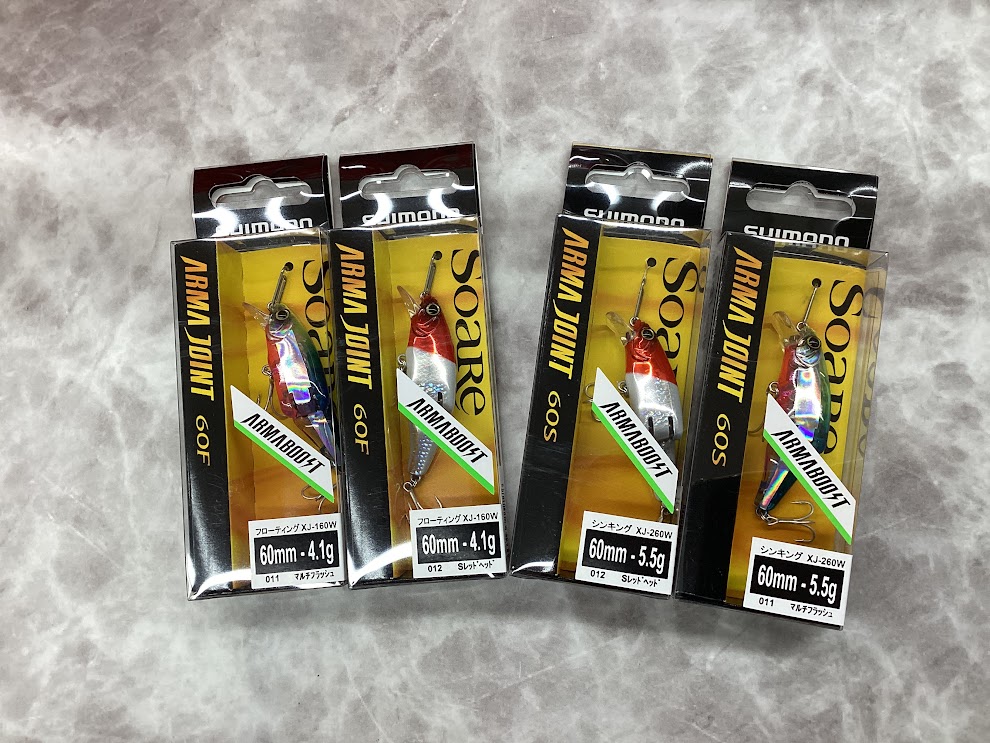 SHIMANO
ARMA JOINT 60F
Soare
ARMABOOST
フローティング XJ-160W
60mm - 4.1g
011 マルチフラッシュ
SHIMANO
ARMA JOINT 60F
Soare
ARMABOOST
フローティング XJ-160W
60mm - 4.1g
012 Sレッドヘッド
SHIMANO
ARMA JOINT 60S
Soare
ARMABOOST
シンキング XJ-260W
60mm - 5.5g
012 Sレッドヘッド
SHIMANO
ARMA JOINT 60S
Soare
ARMABOOST
シンキング XJ-260W
60mm - 5.5g
011 マルチフラッシュ